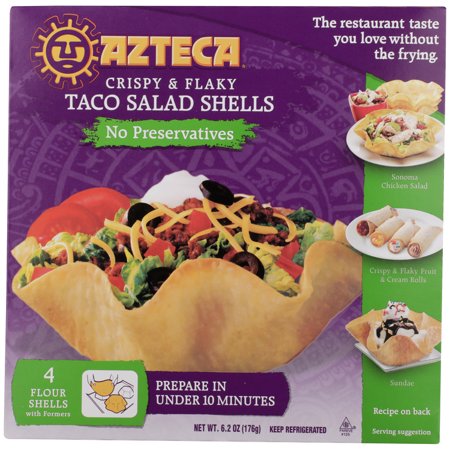 AZTECA
CRISPY & FLAKY
TACO SALAD SHELLS
No Preservatives
The restaurant taste
you love without
the frying.
Sonoma
Chicken Salad
Crispy & Flaky Fruit
& Cream Rolls
Sundae
4
FLOUR
SHELLS
with Formers
PREPARE IN
UNDER 10 MINUTES
NET WT. 6.2 OZ (176g)
KEEP REFRIGERATED
Recipe on back
Serving suggestion